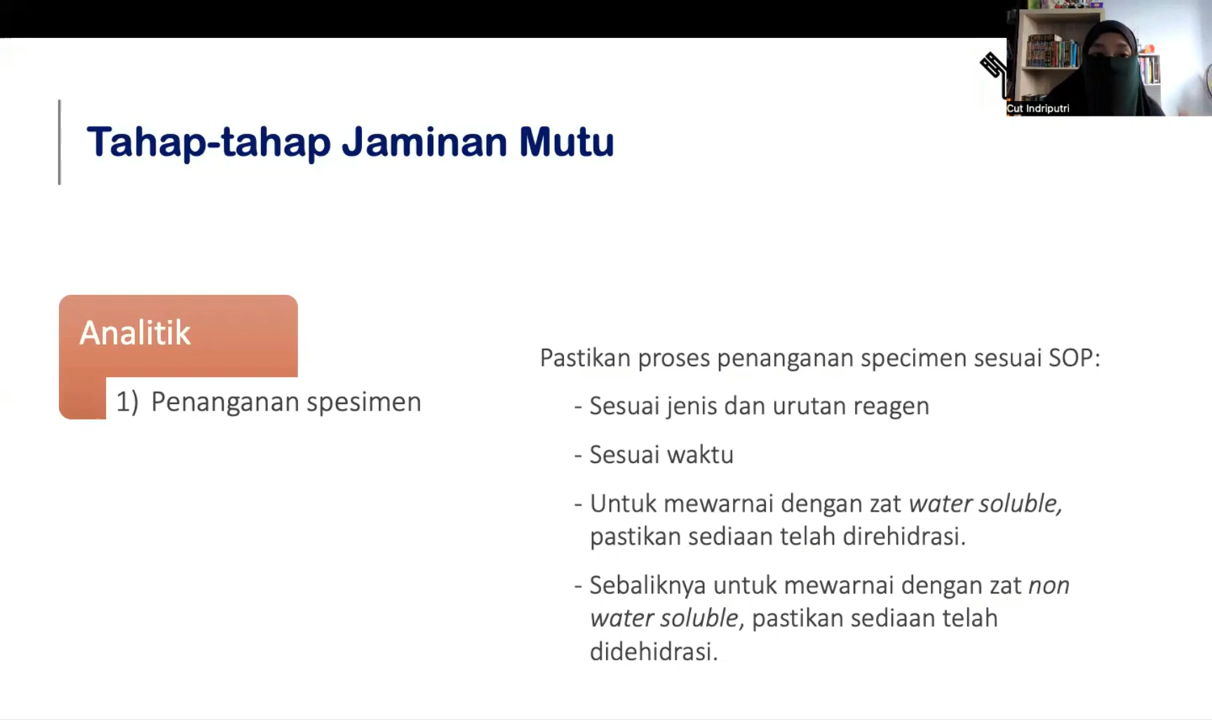 Cut Indriputri
Tahap-tahap Jaminan Mutu
Analitik
1) Penanganan spesimen
Pastikan proses penanganan specimen sesuai SOP:
- Sesuai jenis dan urutan reagen
- Sesuai waktu
- Untuk mewarnai dengan zat water soluble,
pastikan sediaan telah direhidrasi.
- Sebaliknya untuk mewarnai dengan zat non
water soluble, pastikan sediaan telah
didehidrasi.